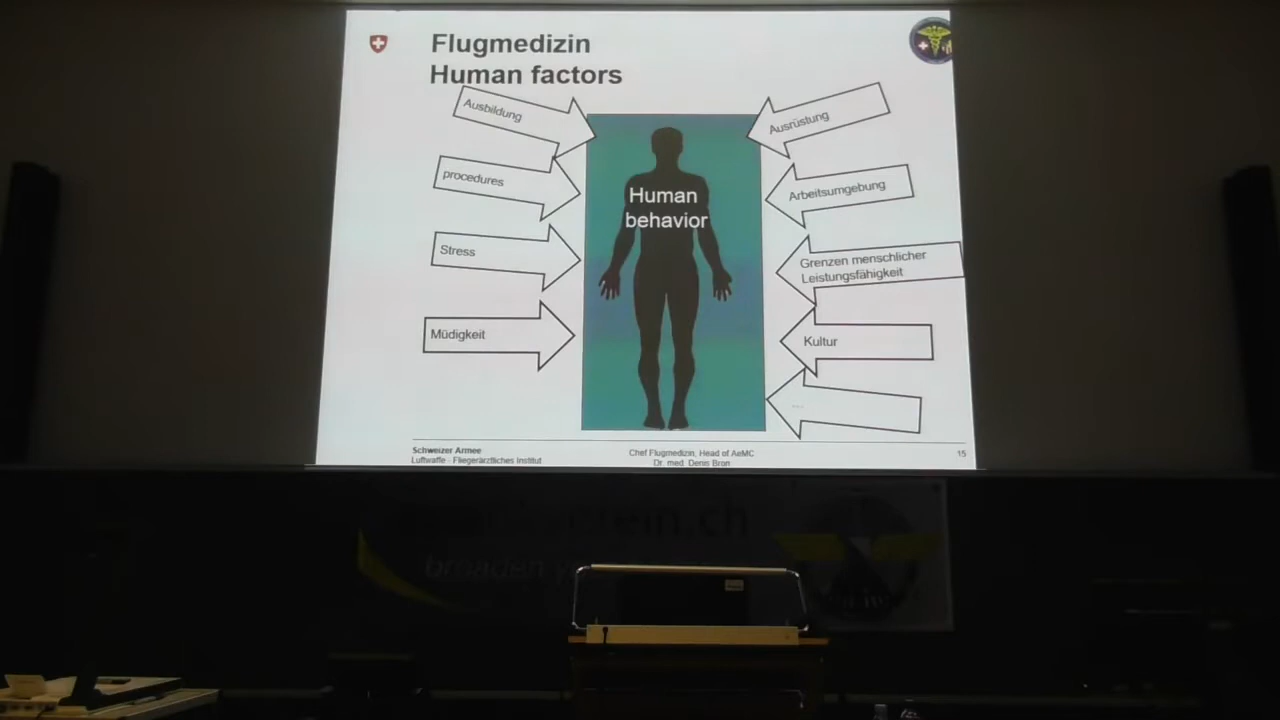 Flugmedizin
Human factors
Ausbildung
procedures
Stress
Müdigkeit
Human
behavior
Ausrüstung
Arbeitsumgebung
Grenzen menschlicher
Leistungsfähigkeit
Kultur
...
Schweizer Armee
Luftwaffe - Fliegerärztliches Institut
Chef Flugmedizin, Head of AeMC
Dr. med. Denis Bron
15
broaden